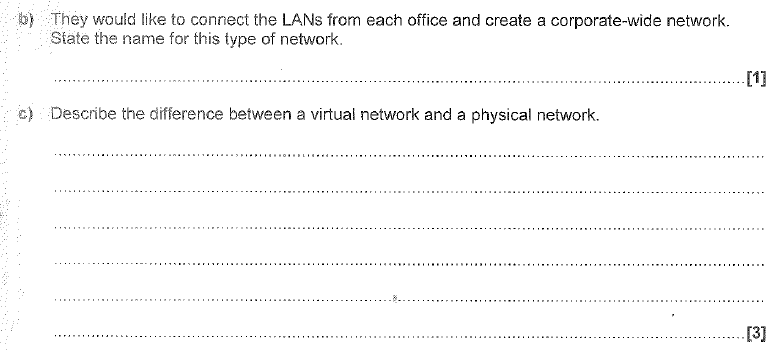 b) They would like to connect the LANs from each office and create a corporate-wide network.
State the name for this type of network.
[1]
c) Describe the difference between a virtual network and a physical network.
[3]